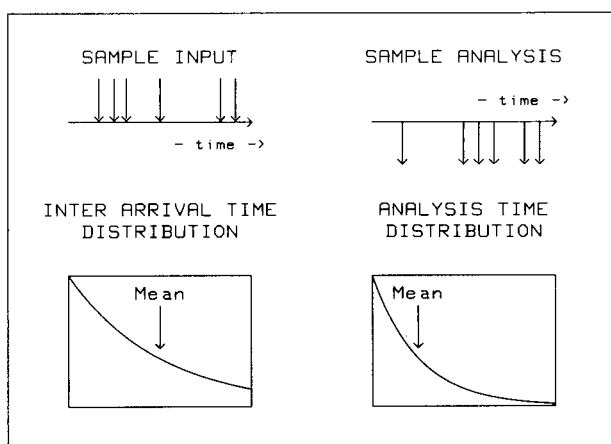 SAMPLE INPUT
- time ->
SAMPLE ANALYSIS
- time ->
INTER ARRIVAL TIME
DISTRIBUTION
ANALYSIS TIME
DISTRIBUTION
Mean
Mean